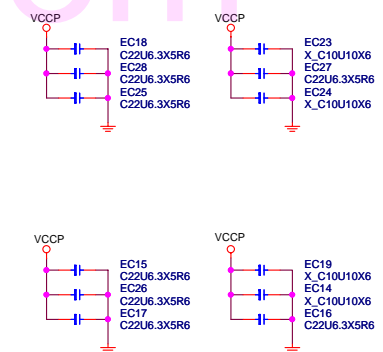 VCCP
EC18
C22U6.3X5R6
EC28
C22U6.3X5R6
EC25
C22U6.3X5R6
VCCP
EC23
X_C10U10X6
EC27
C22U6.3X5R6
EC24
X_C10U10X6
VCCP
EC15
C22U6.3X5R6
EC26
C22U6.3X5R6
EC17
C22U6.3X5R6
VCCP
EC19
X_C10U10X6
EC14
X_C10U10X6
EC16
C22U6.3X5R6